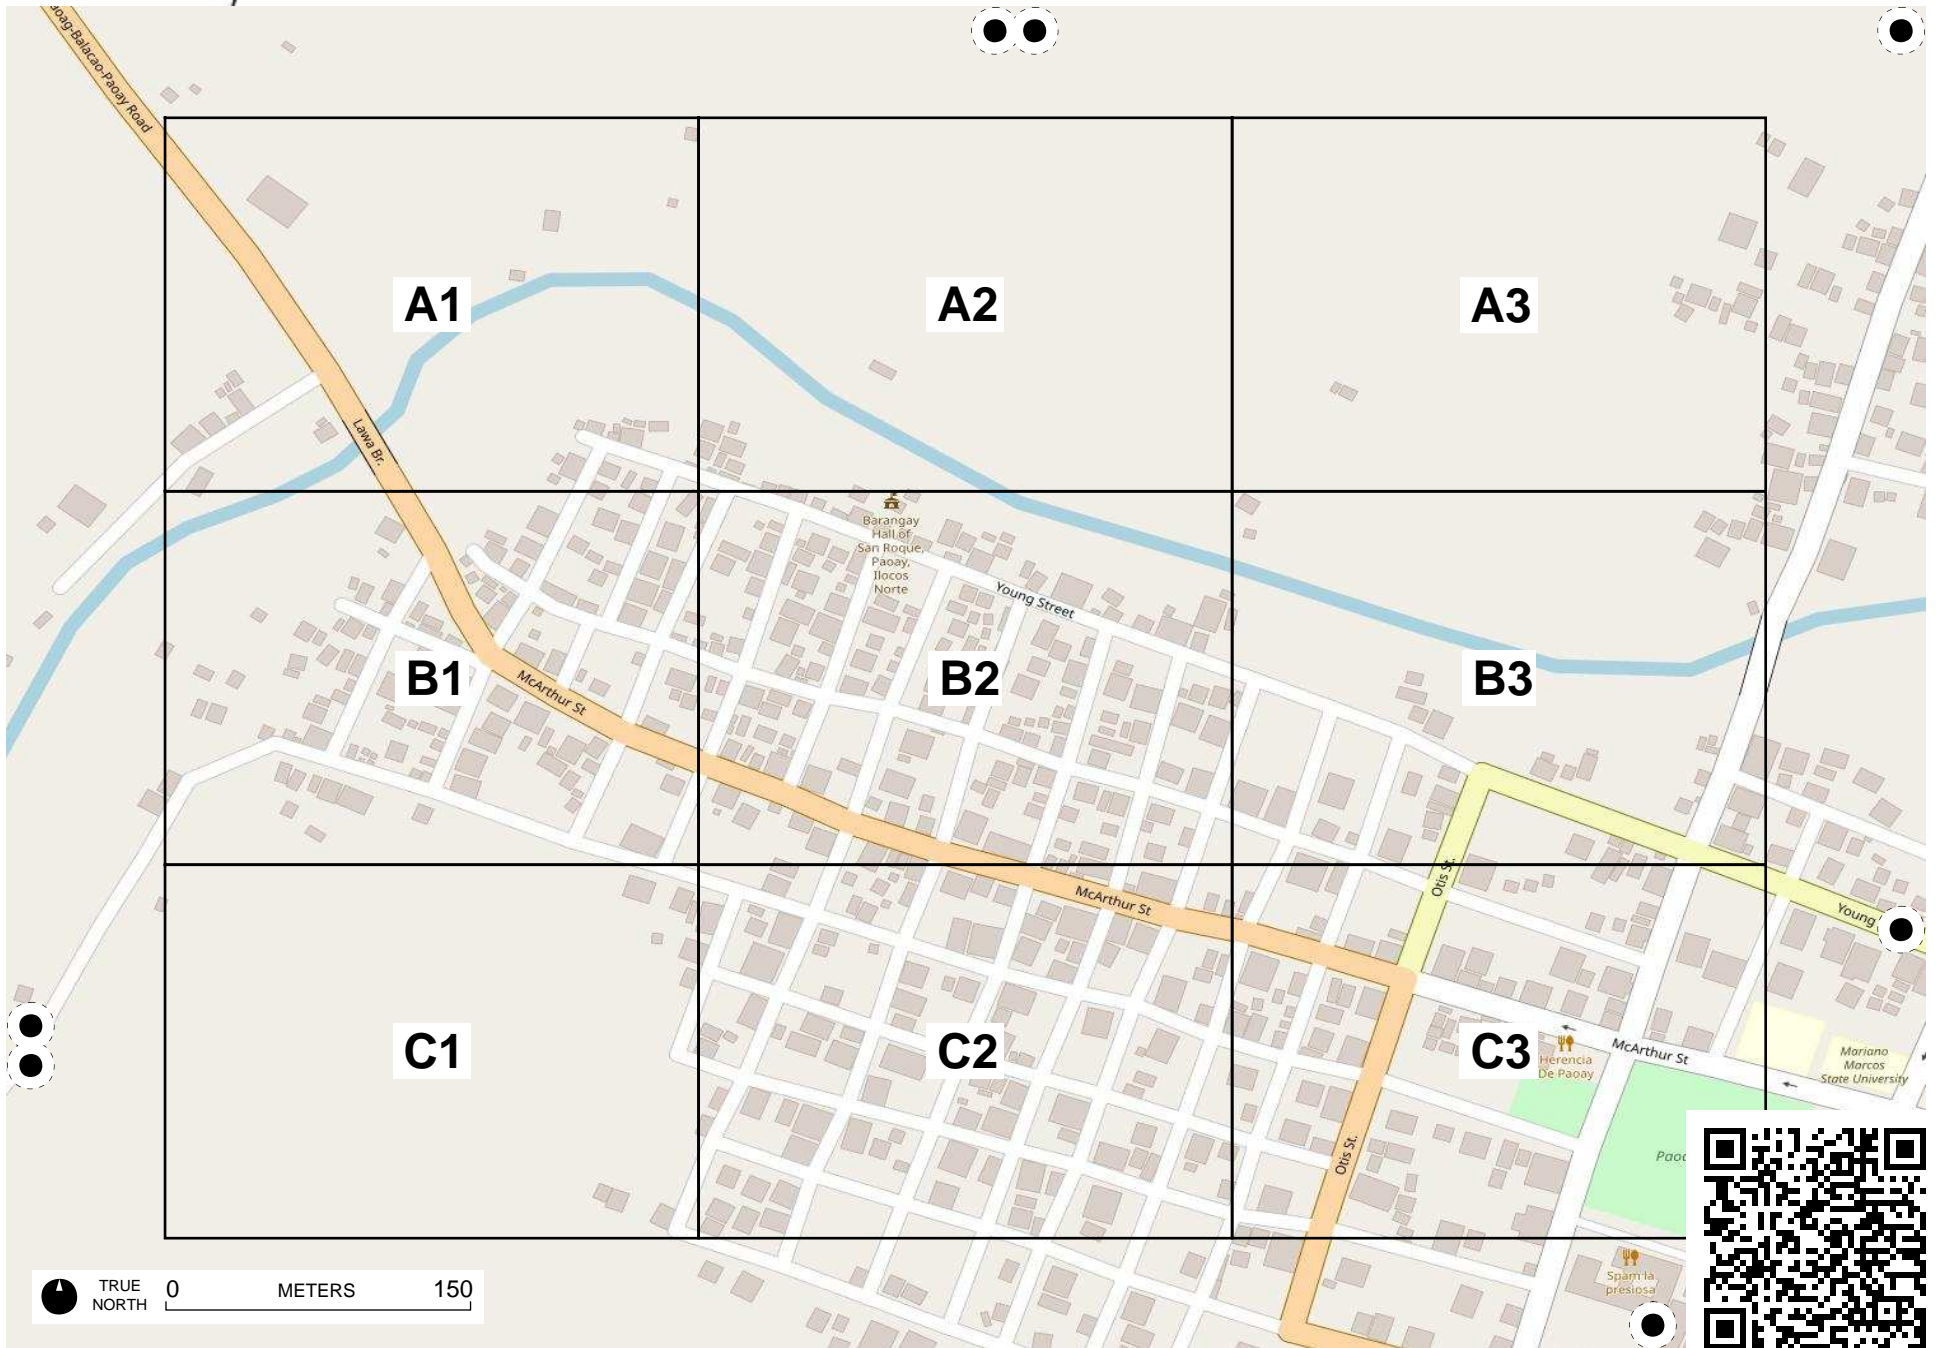 oag-Balacao-Paoay Road
A1
A2
A3
Lawa Br.
Barangay
Hall of
San Roque,
Paoay,
Ilocos
Norte
Young Street
B1
B2
B3
McArthur St
McArthur St
Otis St.
Young
C1
C2
C3
Herencia
De Paoay
McArthur St
Mariano
Marcos
State University
Otis St.
Paoa
Spam la
presiosa
TRUE
NORTH
0 METERS 150